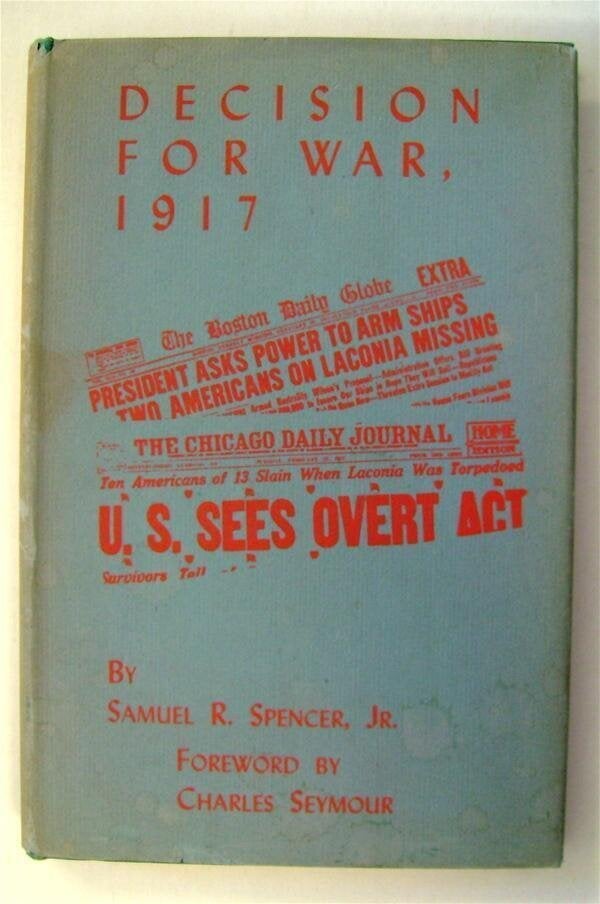 DECISION
FOR WAR,
1917
The Boston Daily Globe EXTRA
PRESIDENT ASKS POWER TO ARM SHIPS
TWO AMERICANS ON LACONIA MISSING
THE CHICAGO DAILY JOURNAL HOME EDITION
Ten Americans of 13 Slain When Laconia Was Torpedoed
U. S. SEES OVERT ACT
Survivors Tell of
BY
SAMUEL R. SPENCER, JR.
FOREWORD BY
CHARLES SEYMOUR